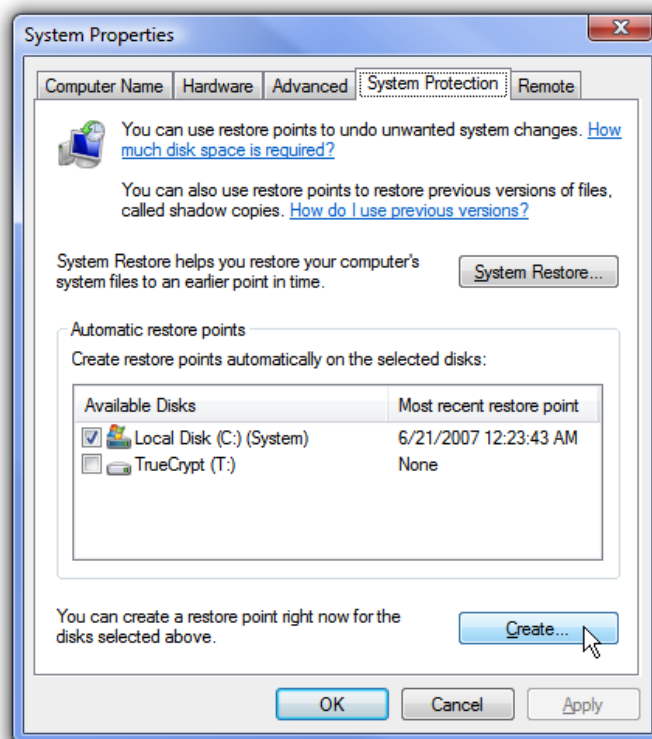 System Properties
Computer Name Hardware Advanced System Protection Remote
You can use restore points to undo unwanted system changes. How
much disk space is required?
You can also use restore points to restore previous versions of files,
called shadow copies. How do I use previous versions?
System Restore helps you restore your computer's
system files to an earlier point in time.
System Restore...
Automatic restore points
Create restore points automatically on the selected disks:
Available Disks Most recent restore point
Local Disk (C:) (System) 6/21/2007 12:23:43 AM
TrueCrypt (T:) None
You can create a restore point right now for the
disks selected above.
Create...
OK Cancel Apply